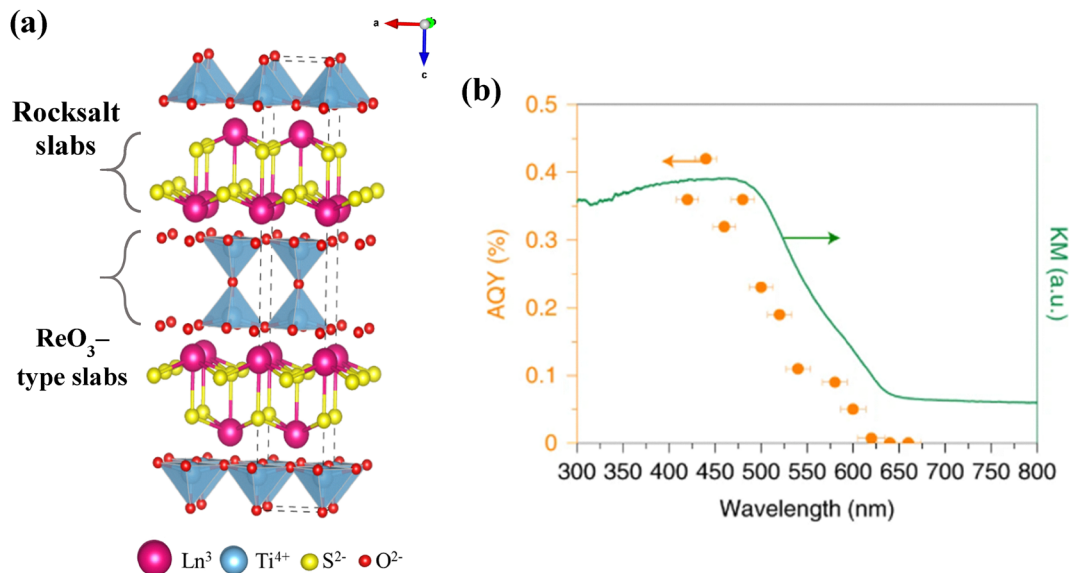 (a)
a
b
c
Rocksalt
slabs
ReO₃–
type slabs
Ln³ Ti⁴⁺ S²⁻ O²⁻
(b)
0.5
0.4
0.3
0.2
0.1
0
AQY (%)
KM (a.u.)
300 350 400 450 500 550 600 650 700 750 800
Wavelength (nm)